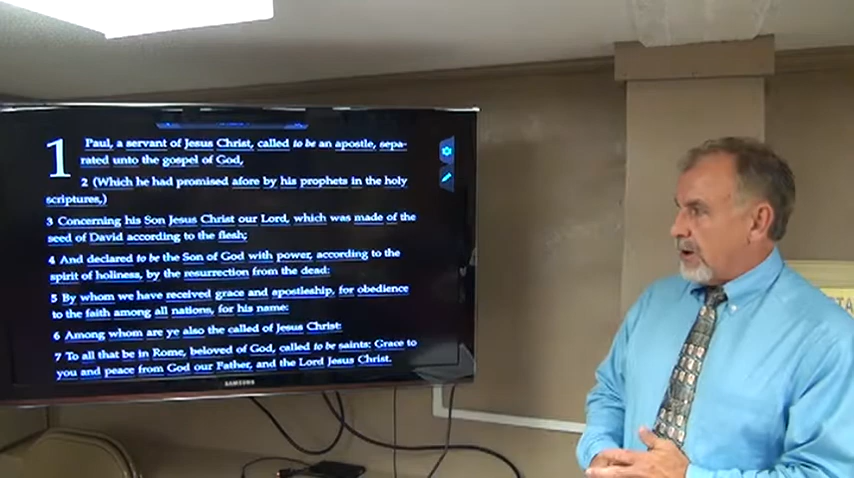 1 Paul, a servant of Jesus Christ, called to be an apostle, sepa-
rated unto the gospel of God,
2 (Which he had promised afore by his prophets in the holy
scriptures,)
3 Concerning his Son Jesus Christ our Lord, which was made of the
seed of David according to the flesh;
4 And declared to be the Son of God with power, according to the
spirit of holiness, by the resurrection from the dead:
5 By whom we have received grace and apostleship, for obedience
to the faith among all nations, for his name:
6 Among whom are ye also the called of Jesus Christ:
7 To all that be in Rome, beloved of God, called to be saints: Grace to
you and peace from God our Father, and the Lord Jesus Christ.
SAMSUNG